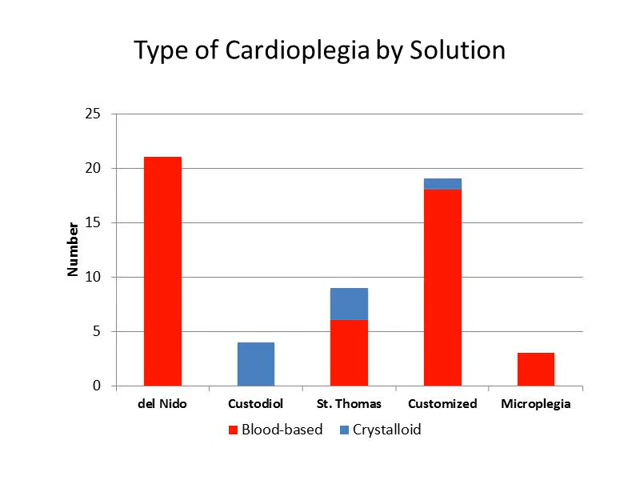 Type of Cardioplegia by Solution
25
20
15
10
5
0
Number
del Nido Custodiol St. Thomas Customized Microplegia
Blood-based Crystalloid